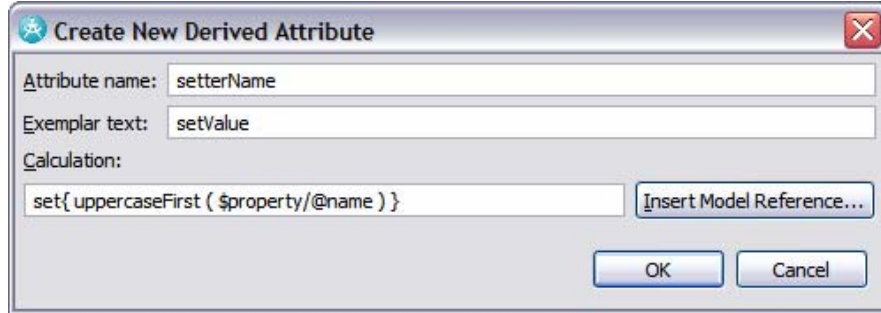 Create New Derived Attribute
Attribute name: setterName
Exemplar text: setValue
Calculation:
set{ uppercaseFirst ( $property/@name ) } Insert Model Reference...
OK Cancel